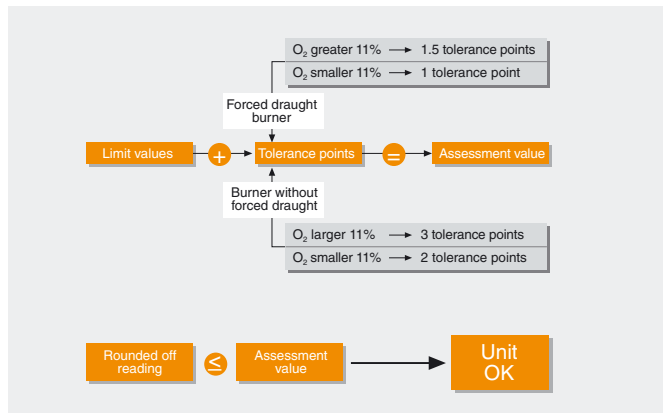 O₂ greater 11% → 1.5 tolerance points
O₂ smaller 11% → 1 tolerance point
Forced draught
burner
Limit values + Tolerance points = Assessment value
Burner without
forced draught
O₂ larger 11% → 3 tolerance points
O₂ smaller 11% → 2 tolerance points
Rounded off
reading
≤
Assessment
value
Unit
OK